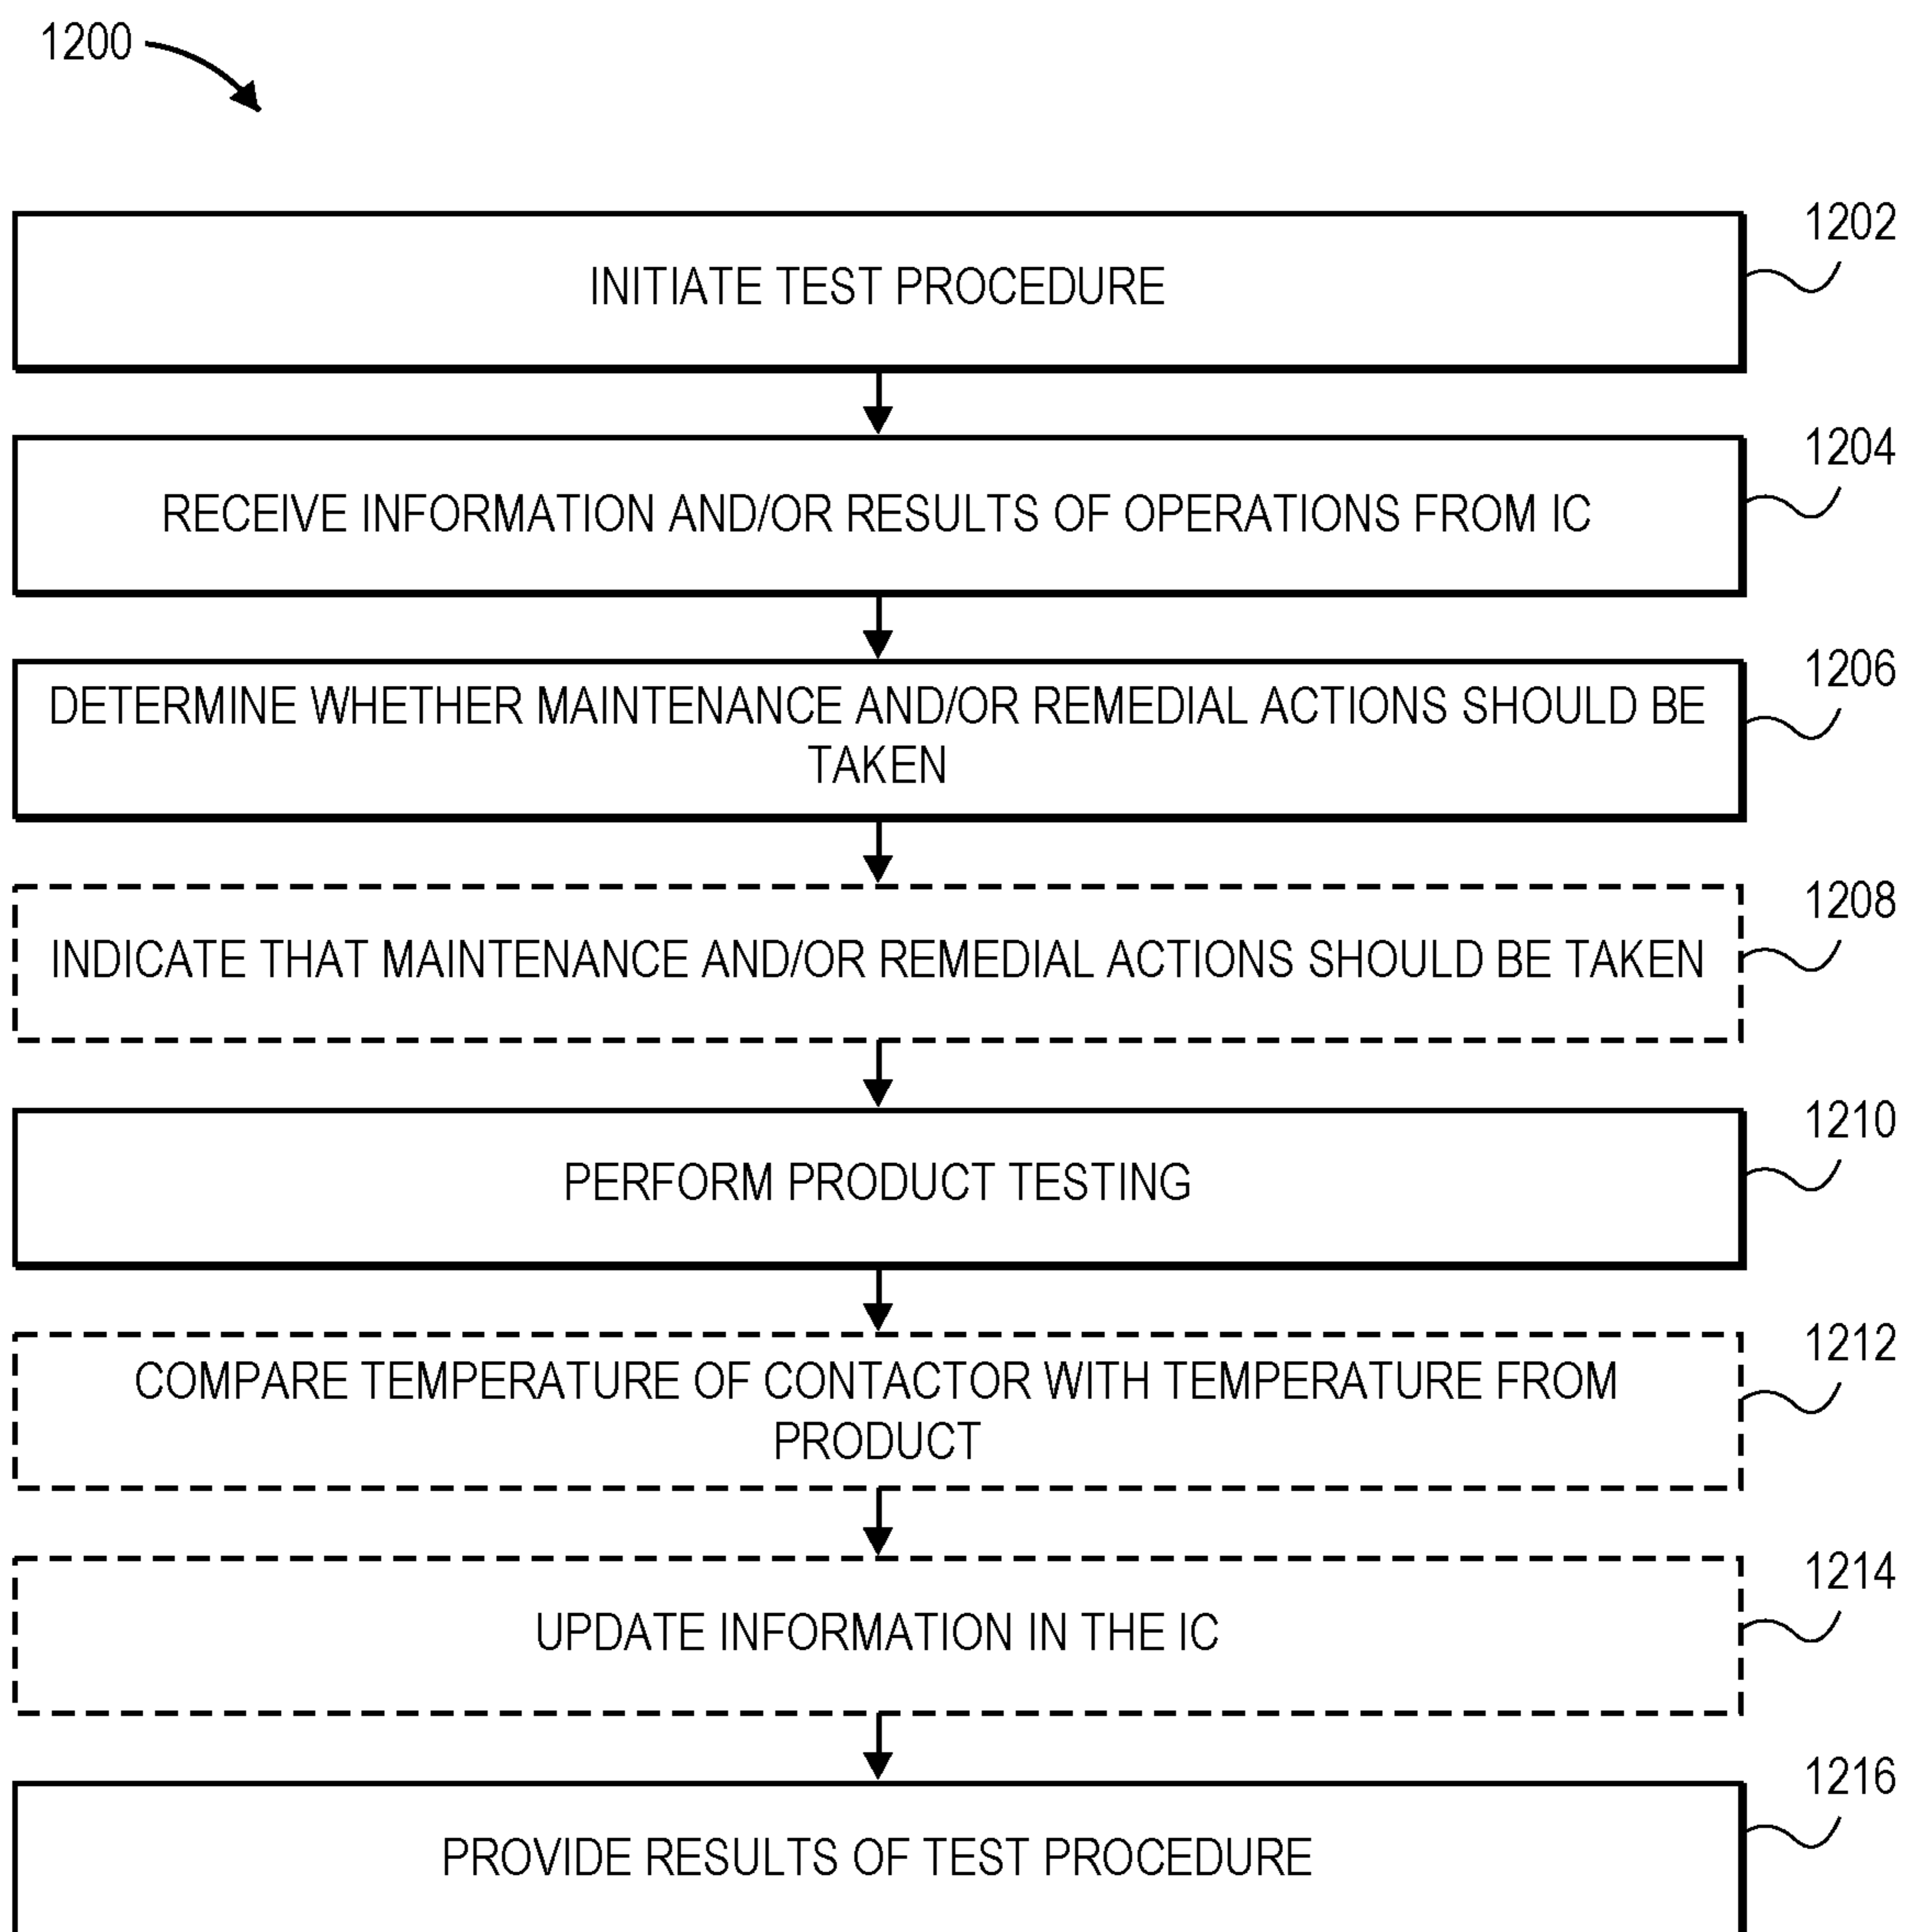 1200
1202
INITIATE TEST PROCEDURE
1204
RECEIVE INFORMATION AND/OR RESULTS OF OPERATIONS FROM IC
1206
DETERMINE WHETHER MAINTENANCE AND/OR REMEDIAL ACTIONS SHOULD BE
TAKEN
1208
INDICATE THAT MAINTENANCE AND/OR REMEDIAL ACTIONS SHOULD BE TAKEN
1210
PERFORM PRODUCT TESTING
1212
COMPARE TEMPERATURE OF CONTACTOR WITH TEMPERATURE FROM
PRODUCT
1214
UPDATE INFORMATION IN THE IC
1216
PROVIDE RESULTS OF TEST PROCEDURE